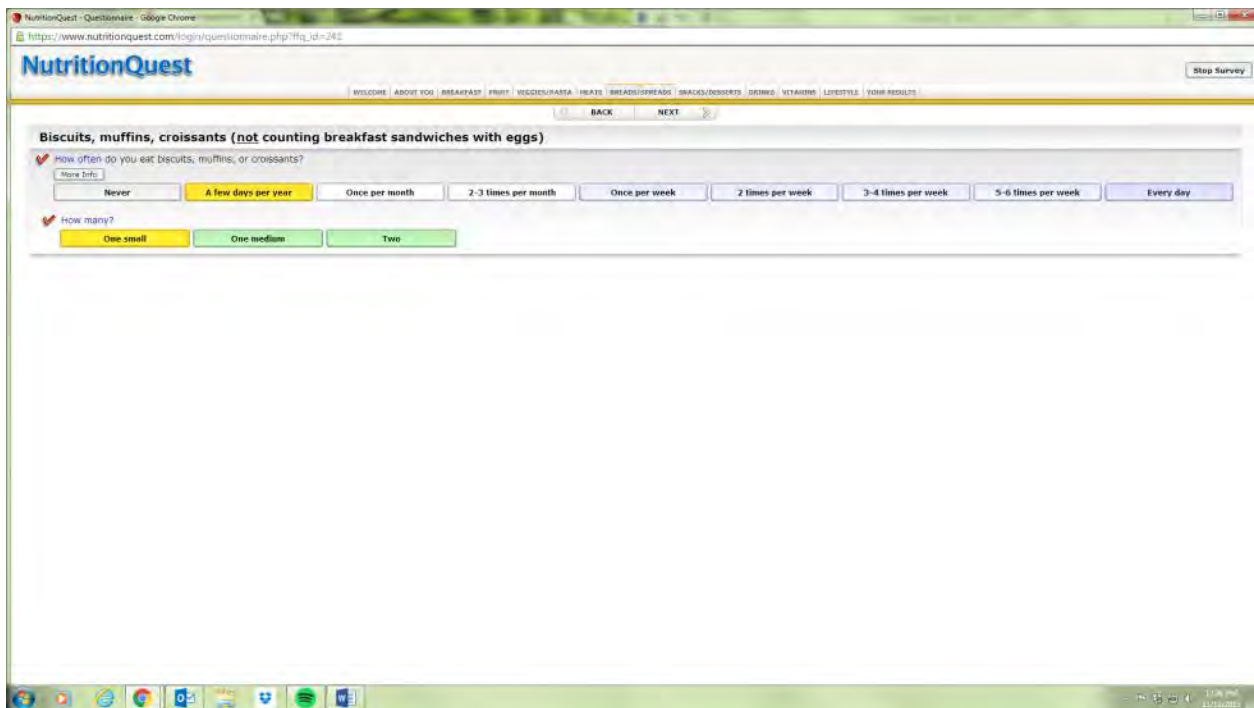 NutritionQuest - Questionnaire - Google Chrome
https://www.nutritionquest.com/login/questionnaire.php?ffq_id=241
NutritionQuest
Stop Survey
WELCOME ABOUT YOU BREAKFAST FRUIT VEGGIES/PASTA MEATS BREADS/SPREADS SNACKS/DESSERTS DRINKS VITAMINS LIFESTYLE YOUR RESULTS
BACK NEXT
Biscuits, muffins, croissants (not counting breakfast sandwiches with eggs)
How often do you eat biscuits, muffins, or croissants?
More Info
Never A few days per year Once per month 2-3 times per month Once per week 2 times per week 3-4 times per week 5-6 times per week Every day
How many?
One small One medium Two